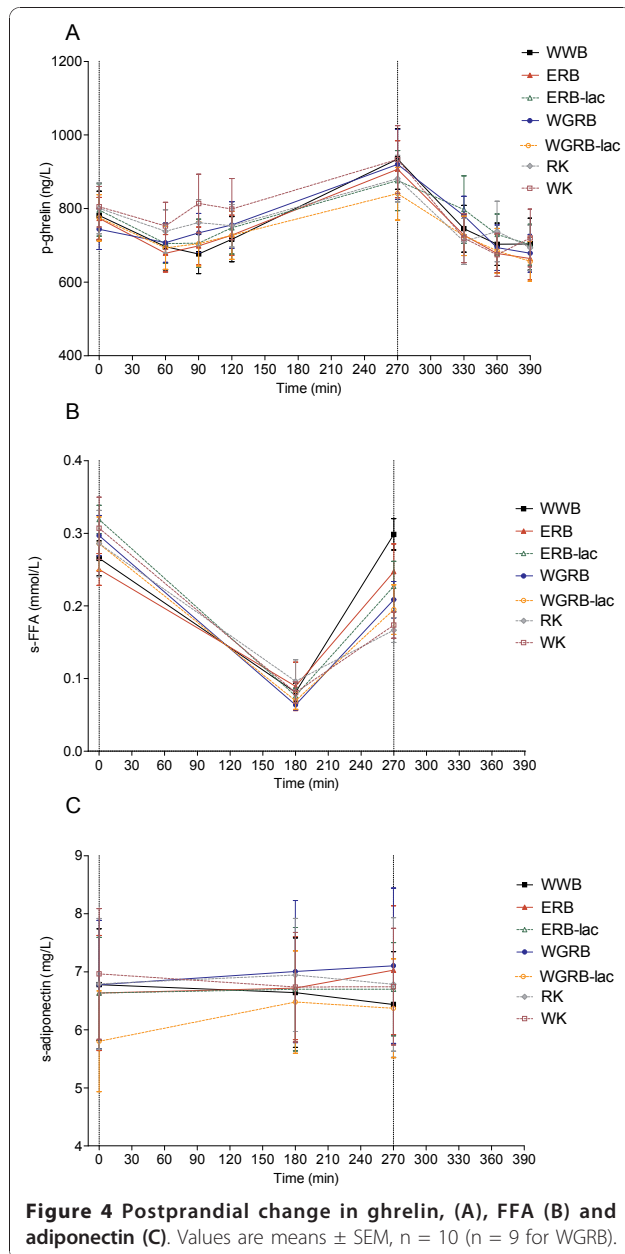 A
1200
1000
800
600
400
p-ghrelin (ng/L)
0 30 60 90 120 150 180 210 240 270 300 330 360 390
Time (min)
WWB
ERB
ERB-lac
WGRB
WGRB-lac
RK
WK
B
0.4
0.3
0.2
0.1
0.0
s-FFA (mmol/L)
0 30 60 90 120 150 180 210 240 270 300 330 360 390
Time (min)
WWB
ERB
ERB-lac
WGRB
WGRB-lac
RK
WK
C
9
8
7
6
5
4
s-adiponectin (mg/L)
0 30 60 90 120 150 180 210 240 270 300 330 360 390
Time (min)
WWB
ERB
ERB-lac
WGRB
WGRB-lac
RK
WK
Figure 4 Postprandial change in ghrelin, (A), FFA (B) and
adiponectin (C). Values are means ± SEM, n = 10 (n = 9 for WGRB).